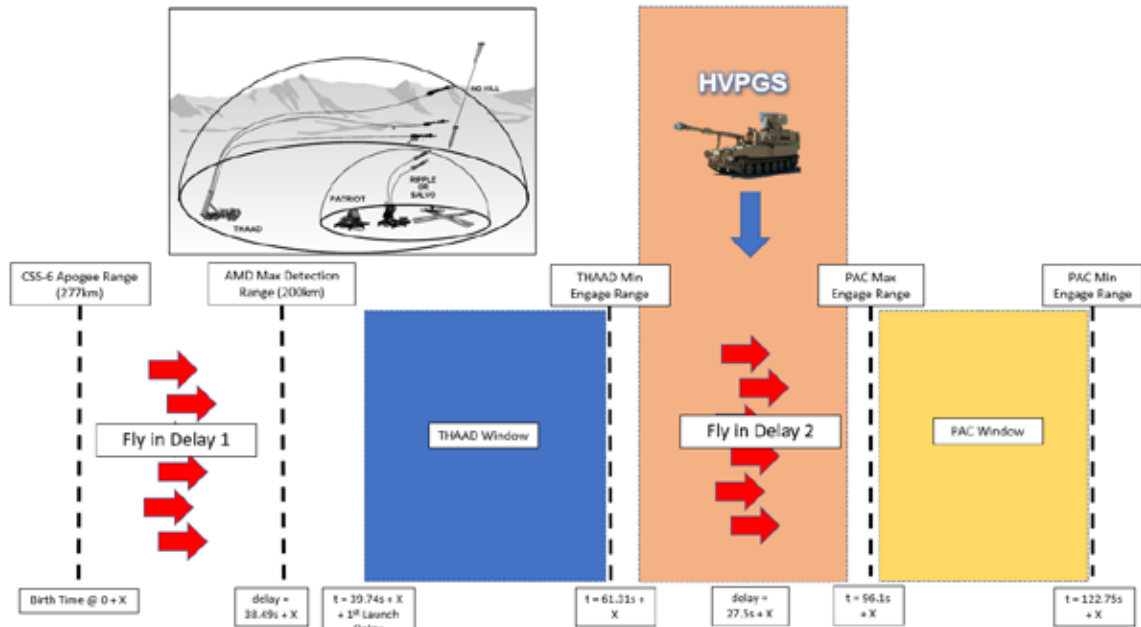 NO KILL
RIPPLE
OR
SALVO
PATRIOT
THAAD
HVPGS
CSS-6 Apogee Range
(277km)
AMD Max Detection
Range (200km)
THAAD Min
Engage Range
PAC Max
Engage Range
PAC Min
Engage Range
Fly in Delay 1
THAAD Window
Fly in Delay 2
PAC Window
Birth Time @ 0 + X
delay =
38.49s + X
t = 39.74s + X
+ 1st Launch
t = 61.31s +
X
delay =
27.5s + X
t = 96.1s
+ X
t = 122.75s
+ X